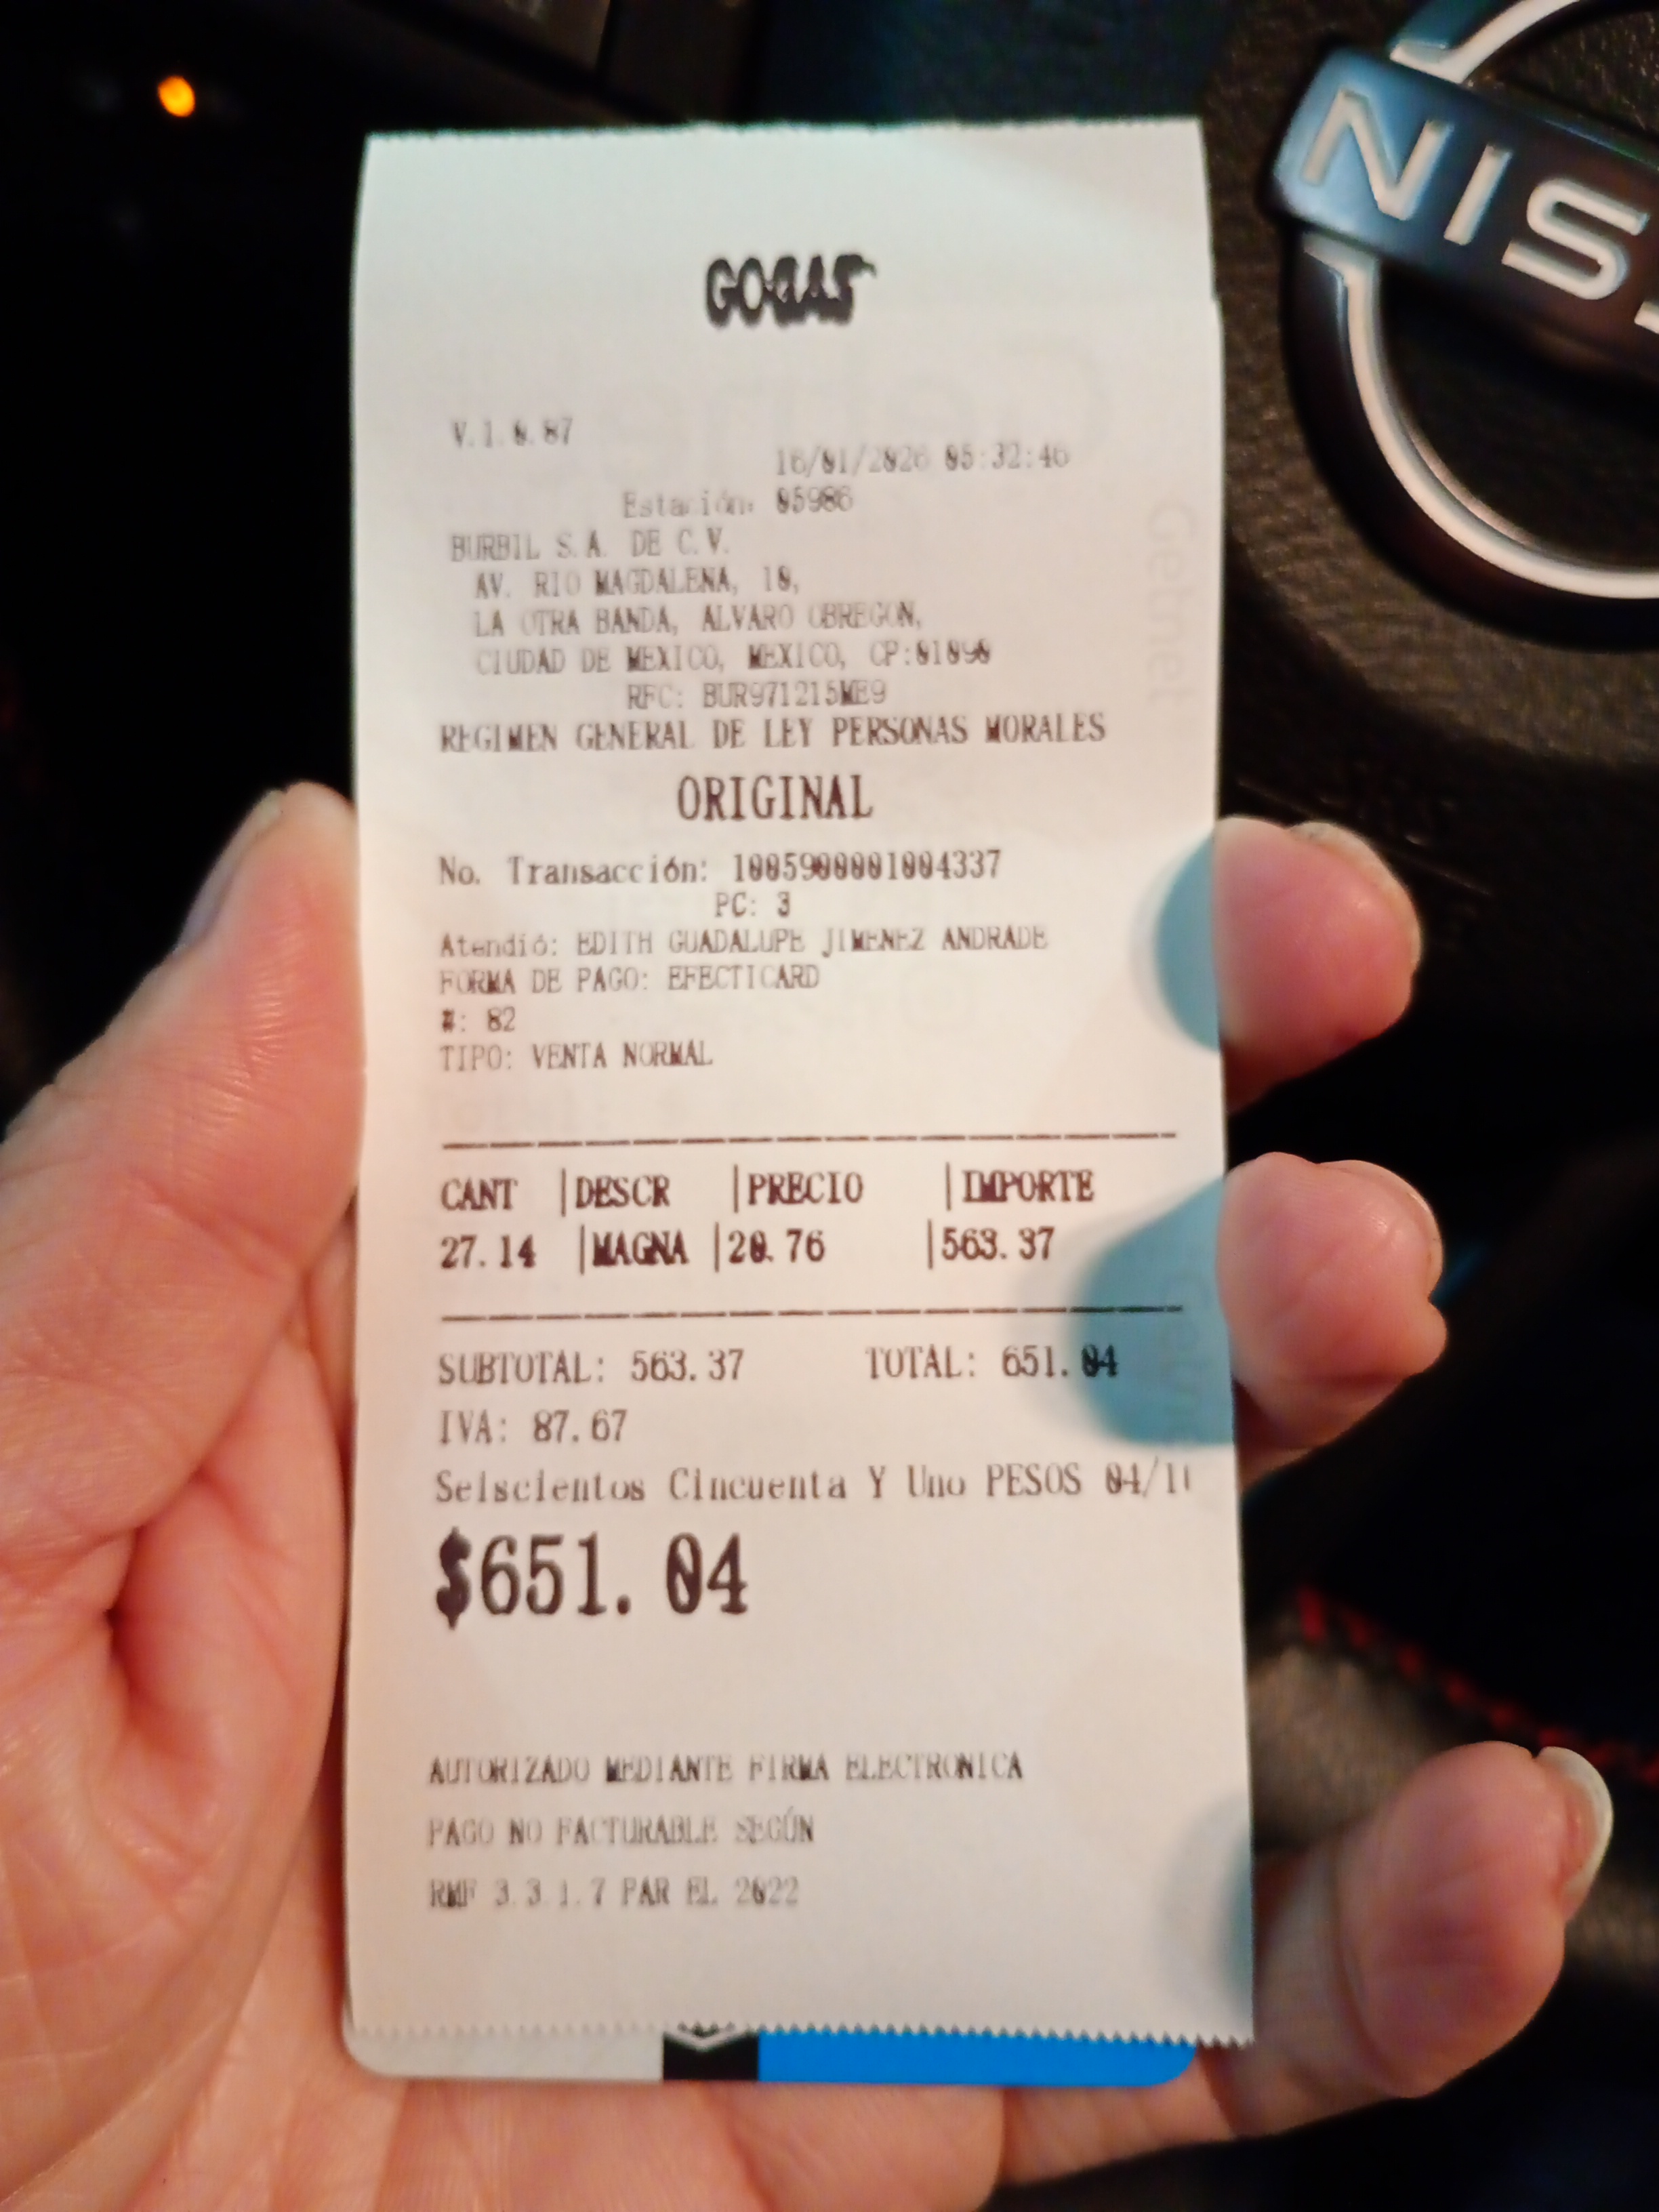 GOGAS
V.1.0.87
16/01/2026 05:32:46
Estación: 05986
BURBIL S.A. DE C.V.
AV. RIO MAGDALENA, 10,
LA OTRA BANDA, ALVARO OBREGON,
CIUDAD DE MEXICO, MEXICO, CP:01090
RFC: BUR971215ME9
REGIMEN GENERAL DE LEY PERSONAS MORALES
ORIGINAL
No. Transacción: 1005900001004337
PC: 3
Atendió: EDITH GUADALUPE JIMENEZ ANDRADE
FORMA DE PAGO: EFECTICARD
#: 82
TIPO: VENTA NORMAL
CANT |DESCR |PRECIO |IMPORTE
27.14 |MAGNA |20.76 |563.37
SUBTOTAL: 563.37 TOTAL: 651.04
IVA: 87.67
Seiscientos Cincuenta Y Uno PESOS 04/1
$651.04
AUTORIZADO MEDIANTE FIRMA ELECTRONICA
PAGO NO FACTURABLE SEGÚN
RMF 3.3.1.7 PAR EL 2022
Getnet
NISS